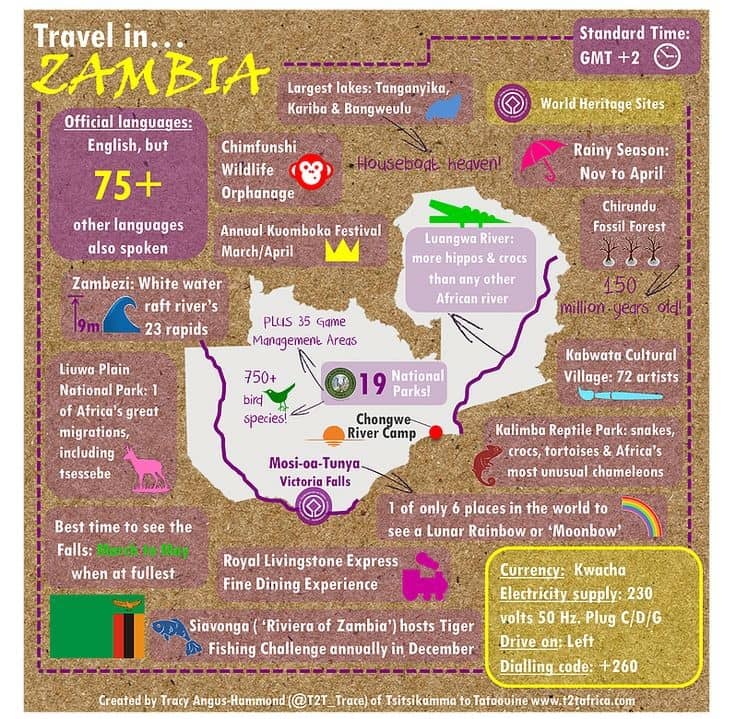 Travel in...
ZAMBIA
Standard Time:
GMT +2
Largest lakes: Tanganyika,
Kariba & Bangweulu
World Heritage Sites
Official languages:
English, but
75+
other languages
also spoken
Chimfunshi
Wildlife
Orphanage
Houseboat heaven!
Rainy Season:
Nov to April
Annual Kuomboka Festival
March/April
Luangwa River:
more hippos & crocs
than any other
African river
Chirundu
Fossil Forest
150
million years old!
Zambezi: White water
raft river's
23 rapids
9m
PLUS 35 Game
Management Areas
Liuwa Plain
National Park: 1
of Africa's great
migrations,
including
tsessebe
750+
bird
species!
19 National
Parks!
Kabwata Cultural
Village: 72 artists
Chongwe
River Camp
Kalimba Reptile Park: snakes,
crocs, tortoises & Africa's
most unusual chameleons
Mosi-oa-Tunya
Victoria Falls
1 of only 6 places in the world to
see a Lunar Rainbow or 'Moonbow'
Best time to see the
Falls: March to May
when at fullest
Royal Livingstone Express
Fine Dining Experience
Currency: Kwacha
Electricity supply: 230
volts 50 Hz. Plug C/D/G
Drive on: Left
Dialling code: +260
Siavonga ( 'Riviera of Zambia') hosts Tiger
Fishing Challenge annually in December
Created by Tracy Angus-Hammond (@T2T_Trace) of Tsitsikamma to Tataouine www.t2tafrica.com